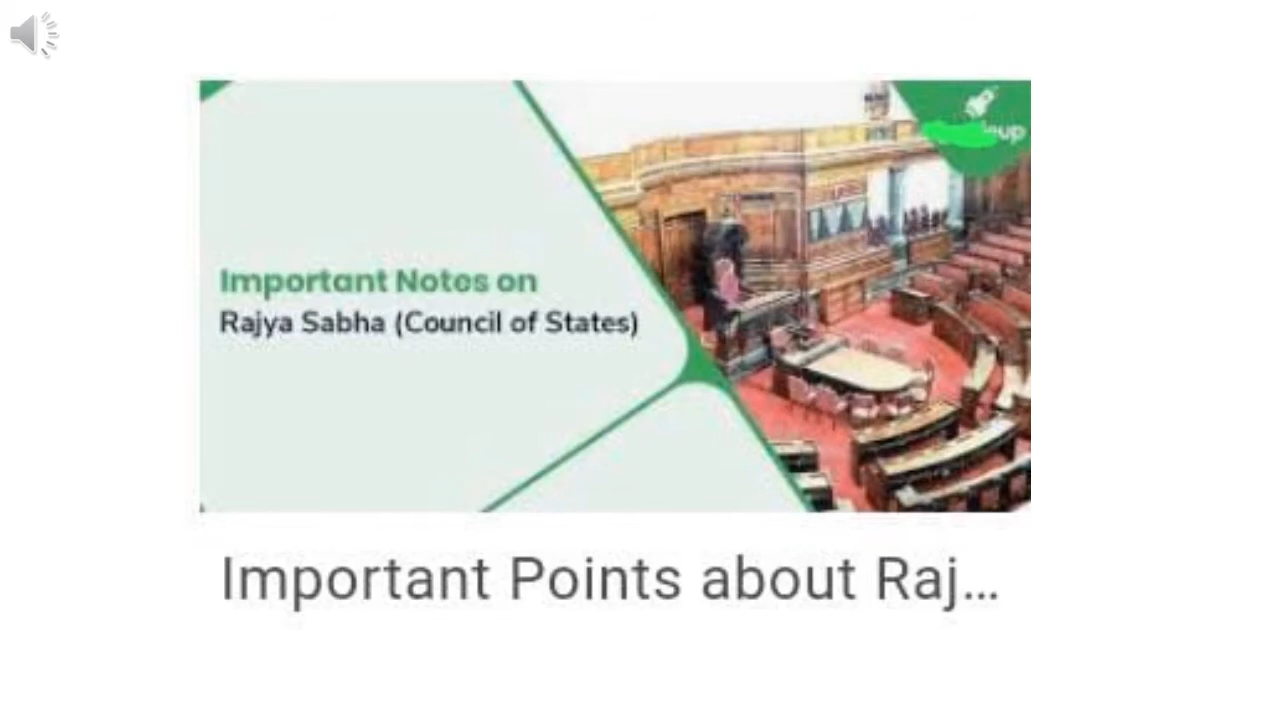 Important Notes on
Rajya Sabha (Council of States)
Important Points about Raj...